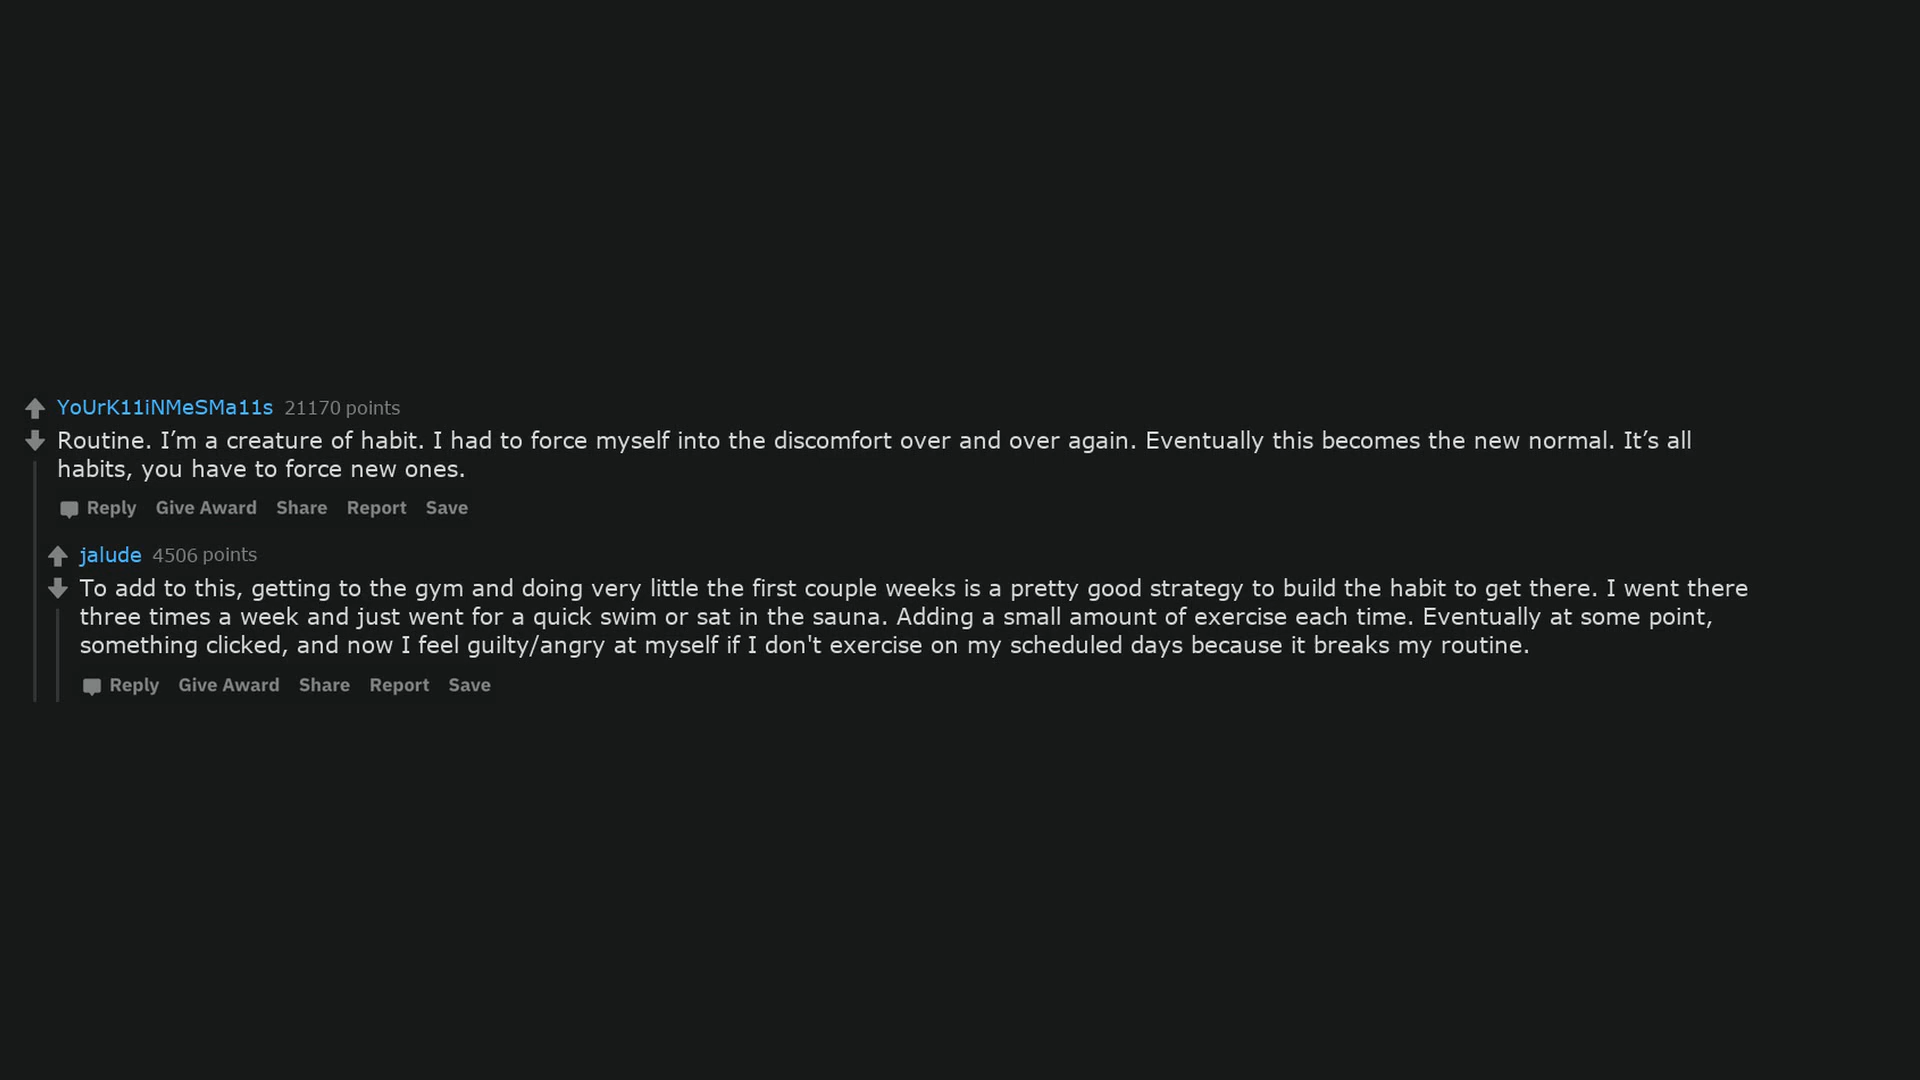 YoUrK11iNMeSMa11s 21170 points
Routine. I’m a creature of habit. I had to force myself into the discomfort over and over again. Eventually this becomes the new normal. It’s all
habits, you have to force new ones.
Reply Give Award Share Report Save
jalude 4506 points
To add to this, getting to the gym and doing very little the first couple weeks is a pretty good strategy to build the habit to get there. I went there
three times a week and just went for a quick swim or sat in the sauna. Adding a small amount of exercise each time. Eventually at some point,
something clicked, and now I feel guilty/angry at myself if I don't exercise on my scheduled days because it breaks my routine.
Reply Give Award Share Report Save